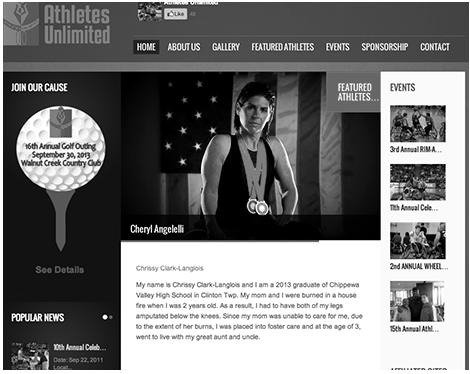 Athletes
Unlimited
Athletes Unlimited
Like
HOME ABOUT US GALLERY FEATURED ATHLETES EVENTS SPONSORSHIP CONTACT
JOIN OUR CAUSE
16th Annual Golf Outing
September 30, 2013
Walnut Creek Country Club
See Details
POPULAR NEWS
10th Annual Celeb...
Date: Sep 22, 2011
Locat...
FEATURED
ATHLETES...
Cheryl Angelelli
Chrissy Clark-Langlois
My name is Chrissy Clark-Langlois and I am a 2013 graduate of Chippewa
Valley High School in Clinton Twp. My mom and I were burned in a house
fire when I was 2 years old. As a result, I had to have both of my legs
amputated below the knees. Since my mom was unable to care for me, due
to the extent of her burns, I was placed into foster care and at the age of 3,
went to live with my great aunt and uncle.
EVENTS
3rd Annual RIM-A...
11th Annual Cele...
2nd ANNUAL WHEEL...
15th Annual Athl...
AFFILIATED SITES